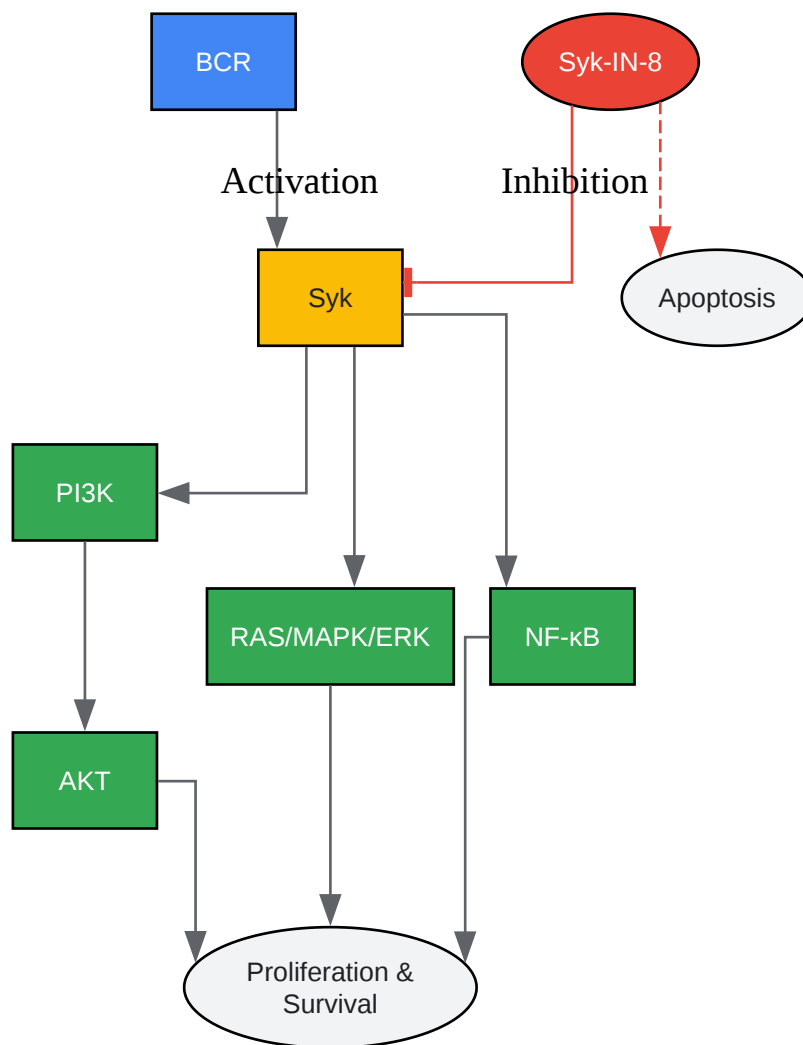 BCR
Syk-IN-8
Activation
Inhibition
Syk
Apoptosis
PI3K
RAS/MAPK/ERK
NF-κB
AKT
Proliferation &
Survival